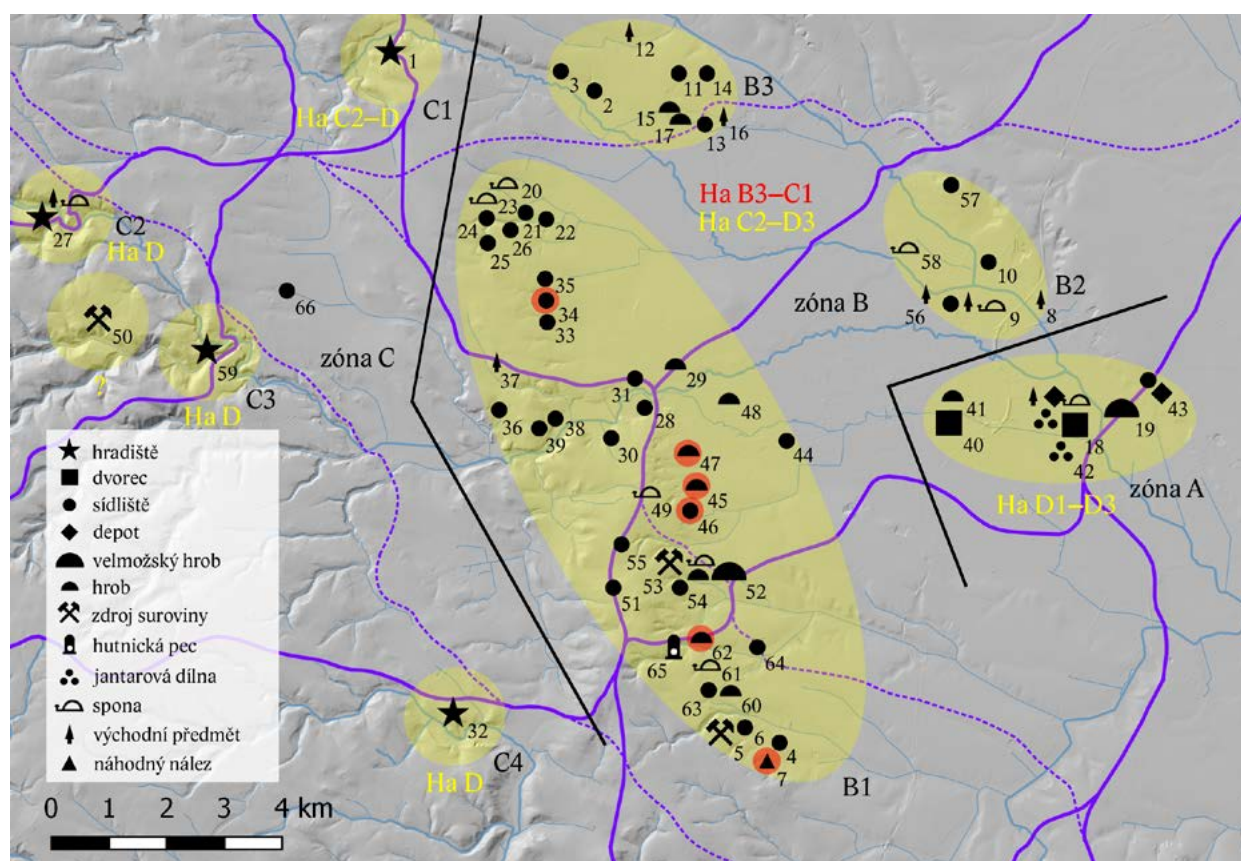 12
1
3
2
11
14
B3
C1
15
17
13
16
Ha C2–D
57
20
23
24
21
22
26
25
Ha B3–C1
Ha C2–D3
C2
27
Ha D
58
10
35
34
33
66
zóna B
B2
56
9
8
50
?
zóna C
59
C3
Ha D
37
31
29
28
48
36
38
39
30
44
41
40
18
19
43
42
zóna A
Ha D1–D3
47
45
46
49
55
53
54
52
51
62
65
64
61
63
60
5
6
4
7
B1
32
C4
Ha D
hradiště
dvorec
sídliště
depot
velmožský hrob
hrob
zdroj suroviny
hutnická pec
jantarová dílna
spona
východní předmět
náhodný nález
0 1 2 3 4 km